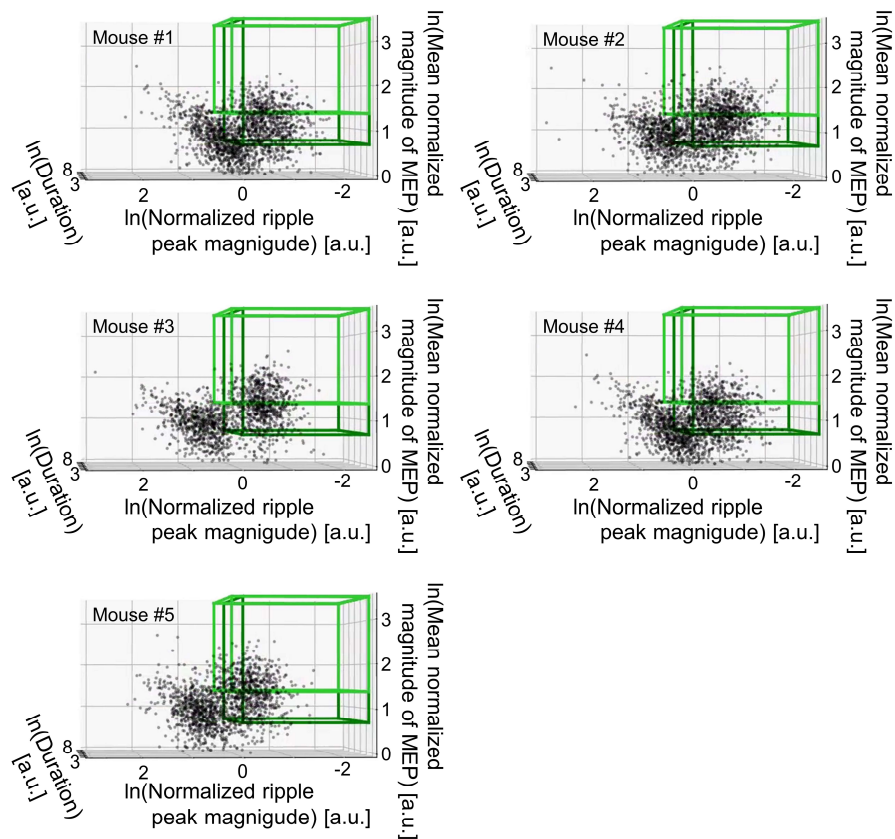 Mouse #1
3
2
1
0
ln(Mean normalized
magnitude of MEP) [a.u.]
ln(Duration)
[a.u.]
8
3
2
0
-2
ln(Normalized ripple
peak magnigude) [a.u.]
Mouse #2
3
2
1
0
ln(Mean normalized
magnitude of MEP) [a.u.]
ln(Duration)
[a.u.]
8
3
2
0
-2
ln(Normalized ripple
peak magnigude) [a.u.]
Mouse #3
3
2
1
0
ln(Mean normalized
magnitude of MEP) [a.u.]
ln(Duration)
[a.u.]
8
3
2
0
-2
ln(Normalized ripple
peak magnigude) [a.u.]
Mouse #4
3
2
1
0
ln(Mean normalized
magnitude of MEP) [a.u.]
ln(Duration)
[a.u.]
8
3
2
0
-2
ln(Normalized ripple
peak magnigude) [a.u.]
Mouse #5
3
2
1
0
ln(Mean normalized
magnitude of MEP) [a.u.]
ln(Duration)
[a.u.]
8
3
2
0
-2
ln(Normalized ripple
peak magnigude) [a.u.]